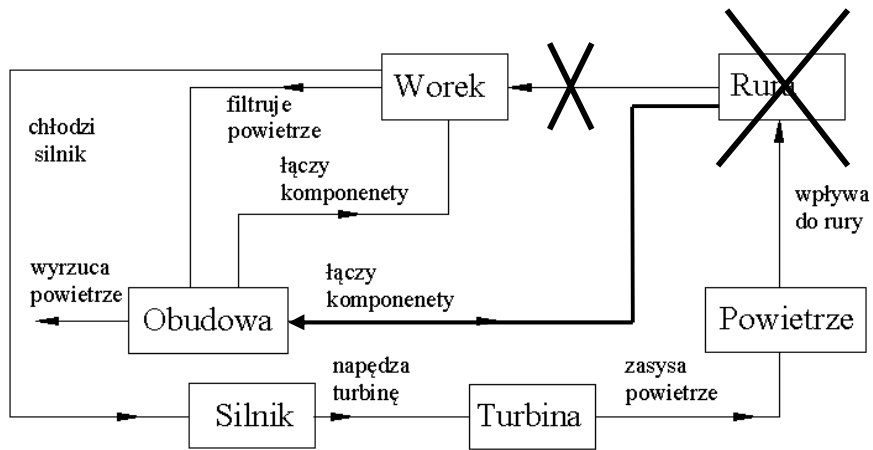 Worek
Rura
filtruje
powietrze
chłodzi
silnik
łączy
komponenety
wpływa
do rury
wyrzuca
powietrze
łączy
komponenety
Obudowa
Powietrze
napędza
turbinę
zasysa
powietrze
Silnik
Turbina